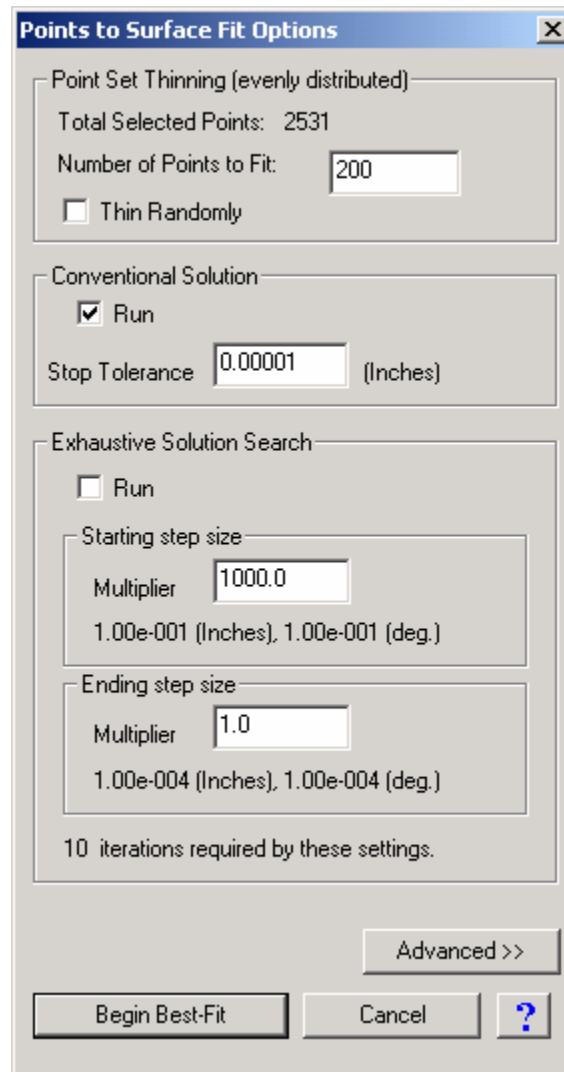 Points to Surface Fit Options
Point Set Thinning (evenly distributed)
Total Selected Points: 2531
Number of Points to Fit: 200
Thin Randomly
Conventional Solution
Run
Stop Tolerance 0.00001 (Inches)
Exhaustive Solution Search
Run
Starting step size
Multiplier 1000.0
1.00e-001 (Inches), 1.00e-001 (deg.)
Ending step size
Multiplier 1.0
1.00e-004 (Inches), 1.00e-004 (deg.)
10 iterations required by these settings.
Advanced >>
Begin Best-Fit Cancel ?